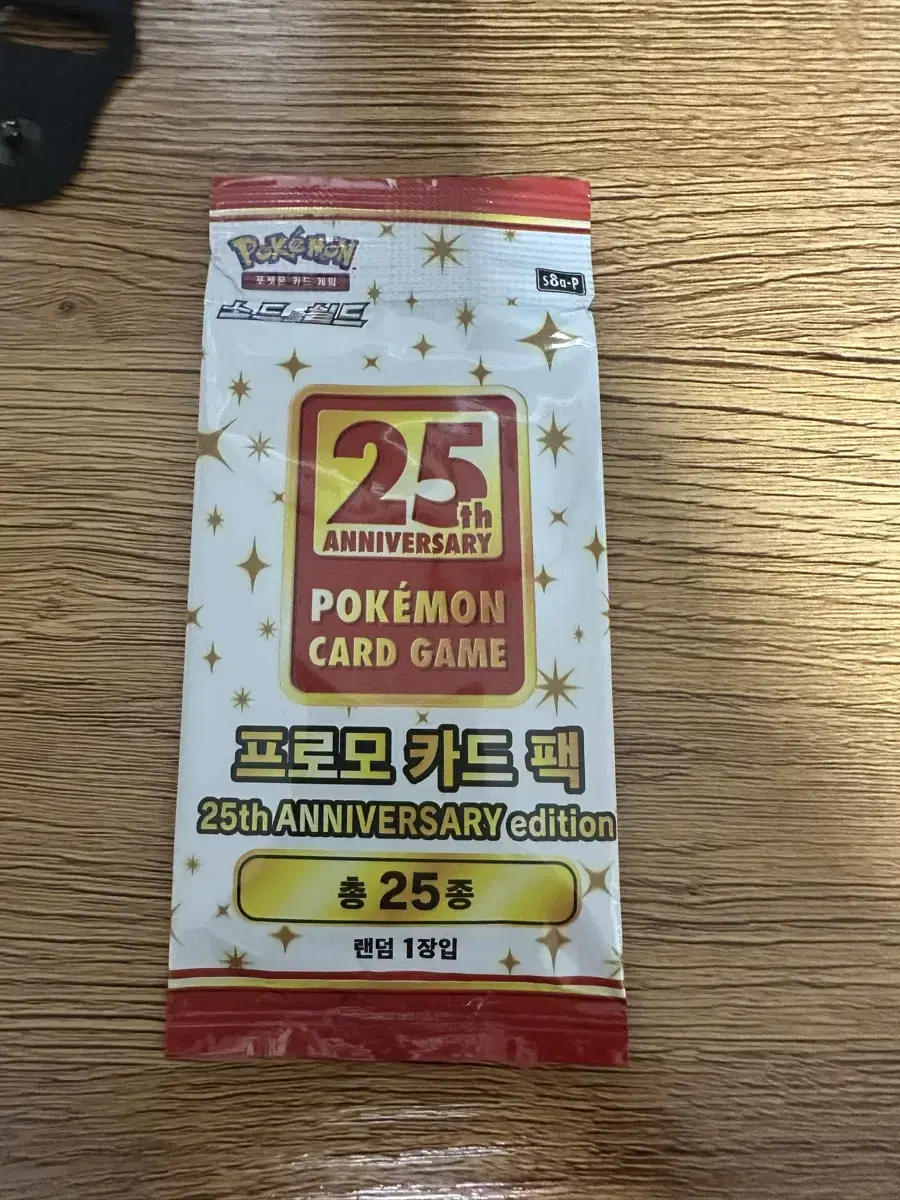 POKéMON
포켓몬 카드 게임
소드&실드
S8a-P
25th
ANNIVERSARY
POKÉMON
CARD GAME
프로모 카드 팩
25th ANNIVERSARY edition
총 25종
랜덤 1장입